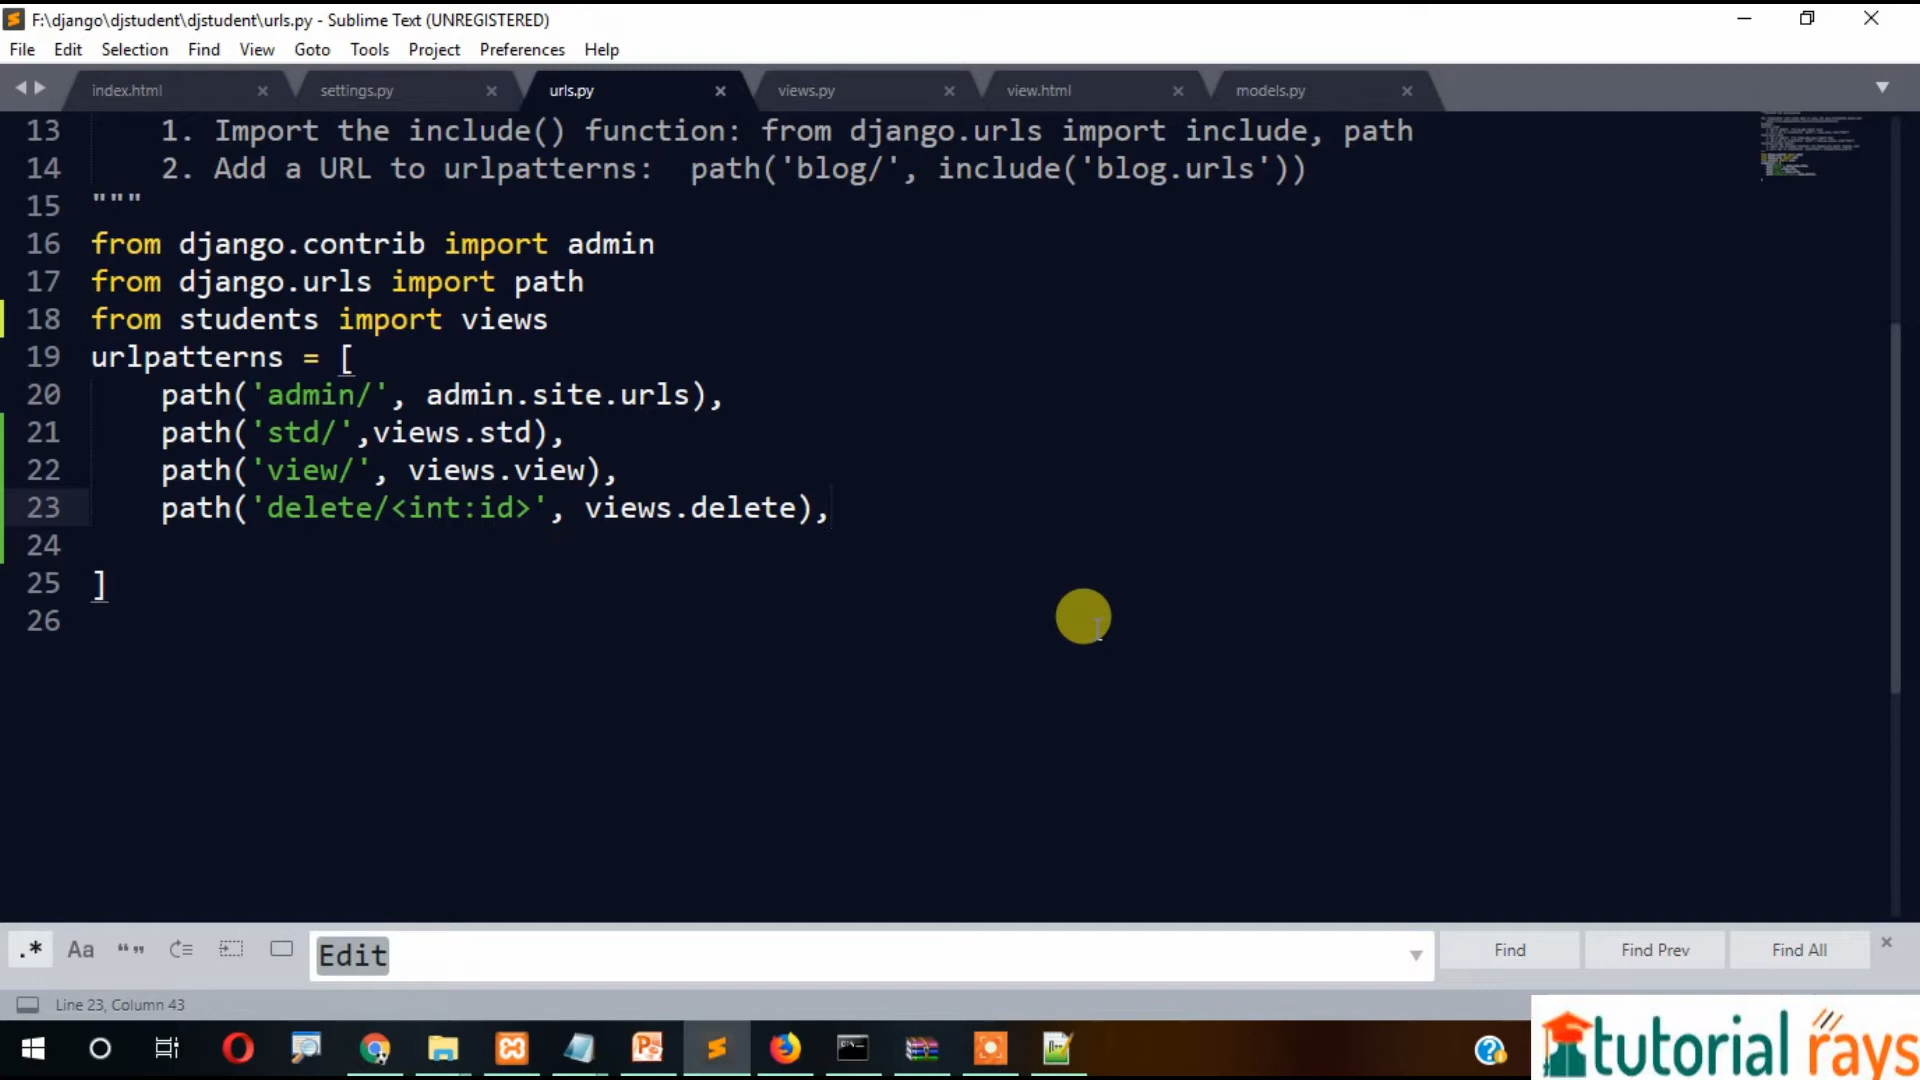 F:\django\djstudent\djstudent\urls.py - Sublime Text (UNREGISTERED)
File Edit Selection Find View Goto Tools Project Preferences Help
index.html settings.py urls.py views.py view.html models.py
13 1. Import the include() function: from django.urls import include, path
14 2. Add a URL to urlpatterns: path('blog/', include('blog.urls'))
15 """
16 from django.contrib import admin
17 from django.urls import path
18 from students import views
19 urlpatterns = [
20 path('admin/', admin.site.urls),
21 path('std/',views.std),
22 path('view/', views.view),
23 path('delete/<int:id>', views.delete),
24
25 ]
26
.* Aa “” Edit Find Find Prev Find All
Line 23, Column 43
tutorial rays